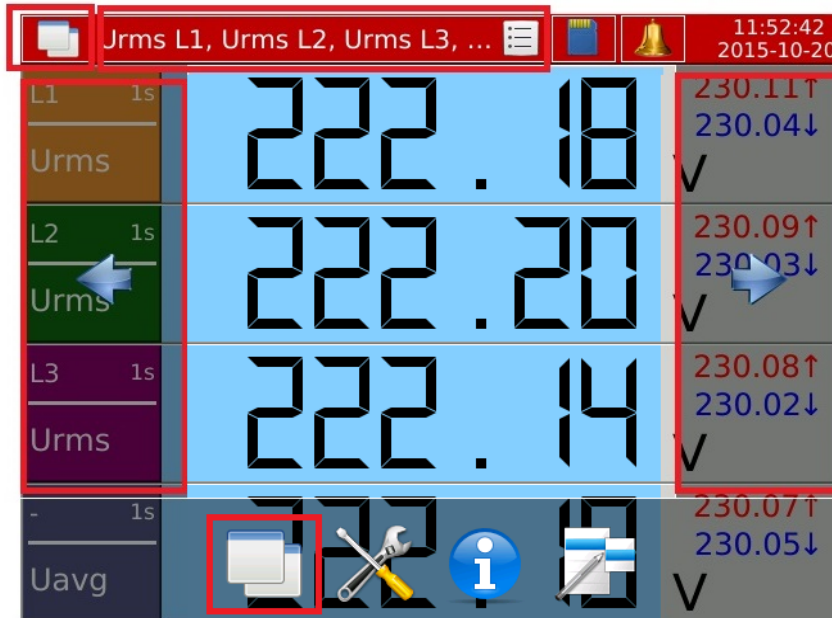 Urms L1, Urms L2, Urms L3, ...
11:52:42
2015-10-20
L1 1s
Urms
222.18
230.11↑
230.04↓
V
L2 1s
Urms
222.20
230.09↑
230.03↓
V
L3 1s
Urms
222.14
230.08↑
230.02↓
V
- 1s
Uavg
230.07↑
230.05↓
V